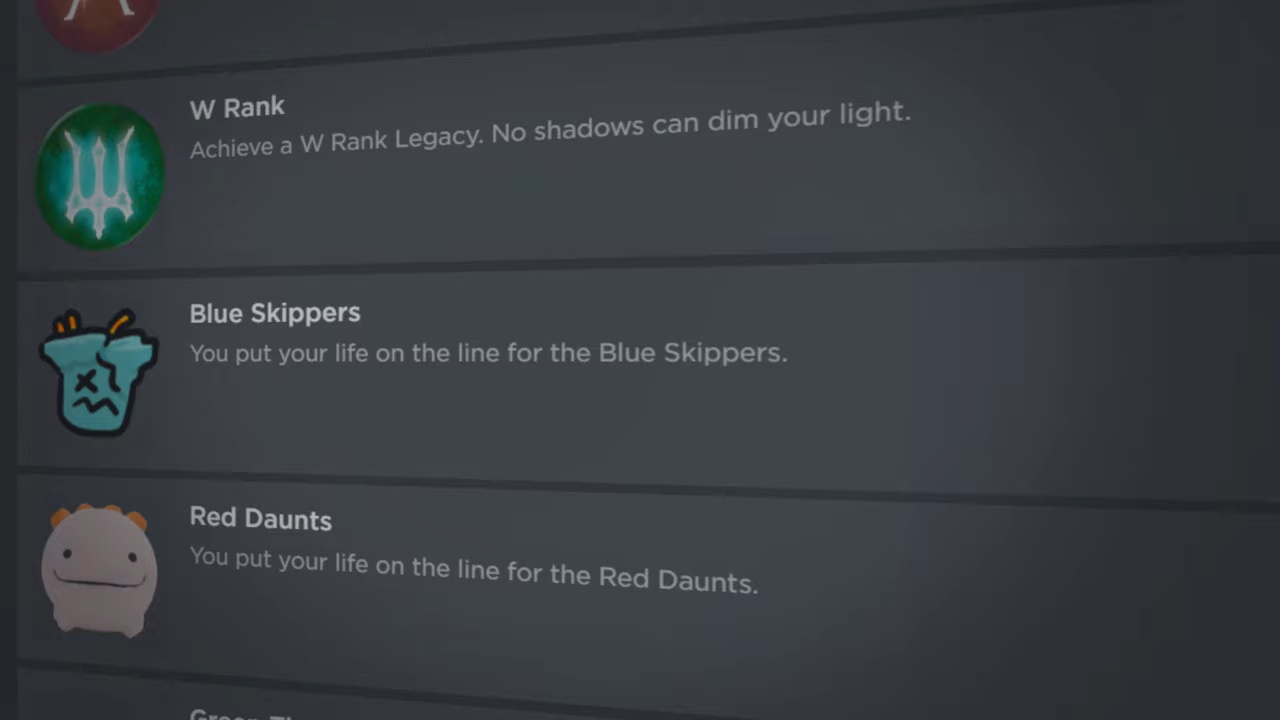 W Rank
Achieve a W Rank Legacy. No shadows can dim your light.
Blue Skippers
You put your life on the line for the Blue Skippers.
Red Daunts
You put your life on the line for the Red Daunts.